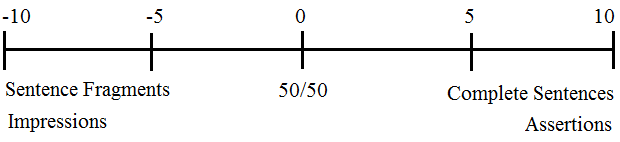 -10 -5 0 5 10
Sentence Fragments 50/50 Complete Sentences
Impressions Assertions